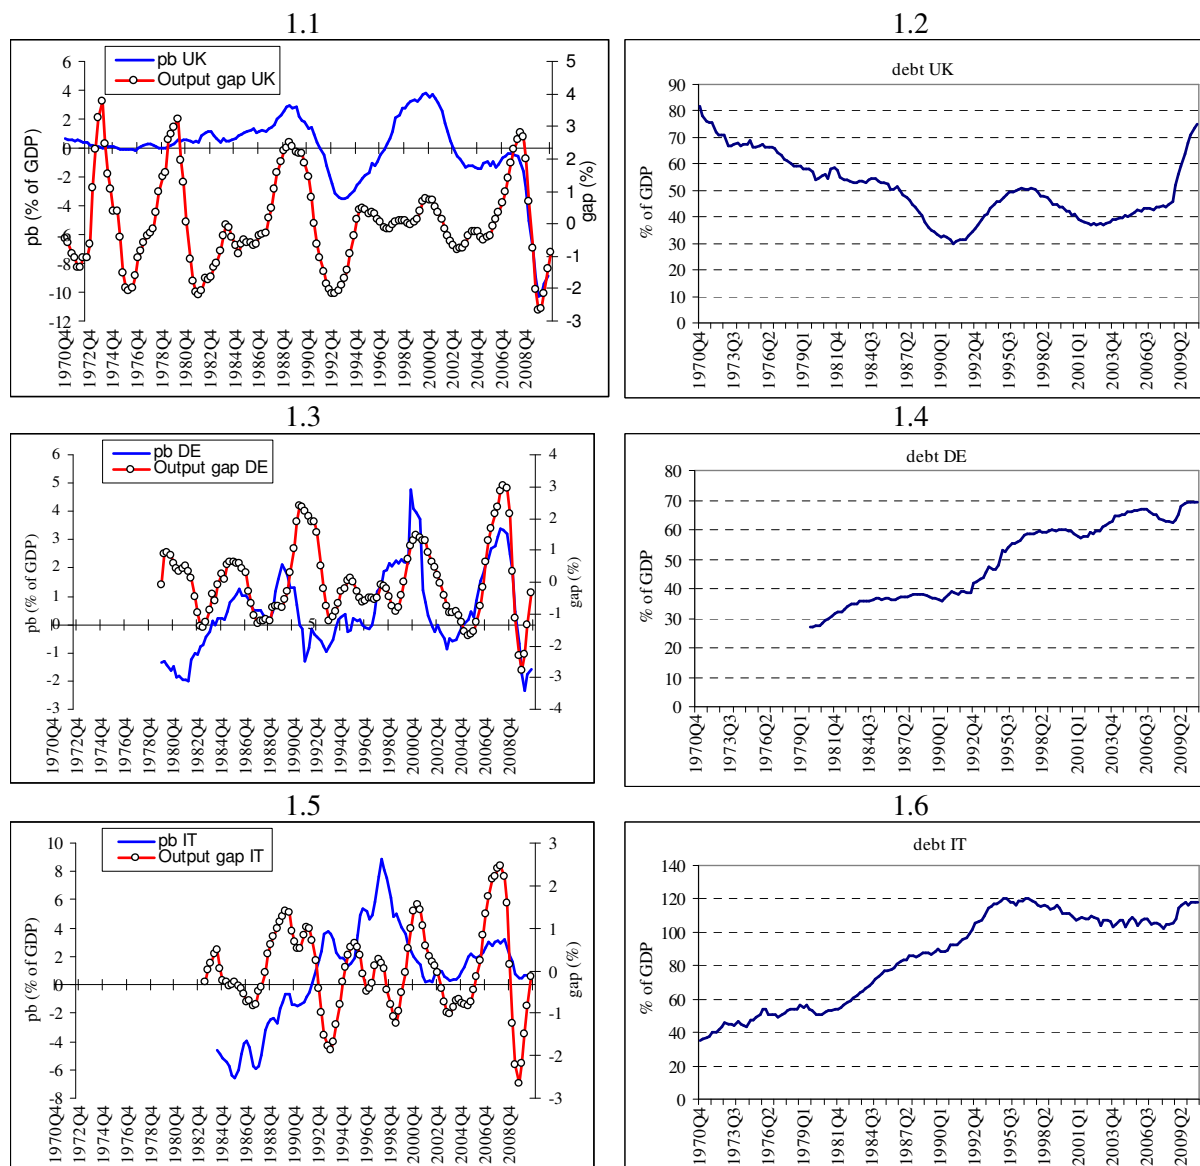 1.1
pb UK
Output gap UK
pb (% of GDP)
6
4
2
0
-2
-4
-6
-8
-10
-12
5
4
3
2
1
0
-1
-2
-3
gap (%)
1970Q4
1972Q4
1974Q4
1976Q4
1978Q4
1980Q4
1982Q4
1984Q4
1986Q4
1988Q4
1990Q4
1992Q4
1994Q4
1996Q4
1998Q4
2000Q4
2002Q4
2004Q4
2006Q4
2008Q4
1.2
debt UK
% of GDP
90
80
70
60
50
40
30
20
10
0
1970Q4
1973Q3
1976Q2
1979Q1
1981Q4
1984Q3
1987Q2
1990Q1
1992Q4
1995Q3
1998Q2
2001Q1
2003Q4
2006Q3
2009Q2
1.3
pb DE
Output gap DE
pb (% of GDP)
6
5
4
3
2
1
0
-1
-2
-3
5
4
3
2
1
0
-1
-2
-3
-4
gap (%)
1970Q4
1972Q4
1974Q4
1976Q4
1978Q4
1980Q4
1982Q4
1984Q4
1986Q4
1988Q4
1990Q4
1992Q4
1994Q4
1996Q4
1998Q4
2000Q4
2002Q4
2004Q4
2006Q4
2008Q4
1.4
debt DE
% of GDP
80
70
60
50
40
30
20
10
0
1970Q4
1973Q3
1976Q2
1979Q1
1981Q4
1984Q3
1987Q2
1990Q1
1992Q4
1995Q3
1998Q2
2001Q1
2003Q4
2006Q3
2009Q2
1.5
pb IT
Output gap IT
pb (% of GDP)
10
8
6
4
2
0
-2
-4
-6
-8
3
2
1
0
-1
-2
-3
gap (%)
1970Q4
1972Q4
1974Q4
1976Q4
1978Q4
1980Q4
1982Q4
1984Q4
1986Q4
1988Q4
1990Q4
1992Q4
1994Q4
1996Q4
1998Q4
2000Q4
2002Q4
2004Q4
2006Q4
2008Q4
1.6
debt IT
% of GDP
140
120
100
80
60
40
20
0
1970Q4
1973Q3
1976Q2
1979Q1
1981Q4
1984Q3
1987Q2
1990Q1
1992Q4
1995Q3
1998Q2
2001Q1
2003Q4
2006Q3
2009Q2